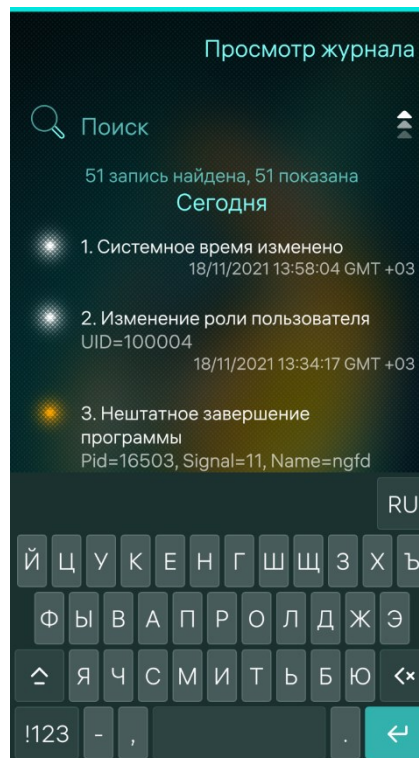 Просмотр журнала
Поиск
51 запись найдена, 51 показана
Сегодня
1. Системное время изменено
18/11/2021 13:58:04 GMT +03
2. Изменение роли пользователя
UID=100004
18/11/2021 13:34:17 GMT +03
3. Нештатное завершение
программы
Pid=16503, Signal=11, Name=ngfd
RU
Й Ц У К Е Н Г Ш Щ З Х Ъ
Ф Ы В А П Р О Л Д Ж Э
Я Ч С М И Т Ь Б Ю
!123 - , .